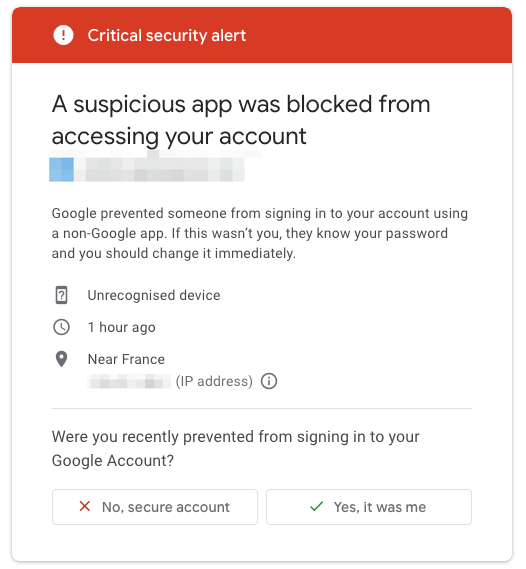 Critical security alert
A suspicious app was blocked from
accessing your account
Google prevented someone from signing in to your account using
a non-Google app. If this wasn’t you, they know your password
and you should change it immediately.
Unrecognised device
1 hour ago
Near France
(IP address)
Were you recently prevented from signing in to your
Google Account?
No, secure account
Yes, it was me